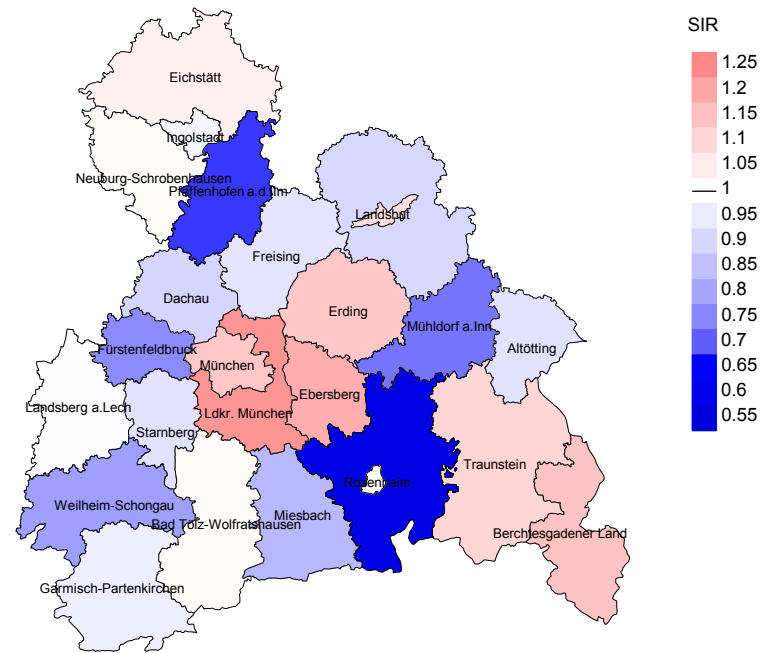 SIR
Eichstätt
Ingolstadt
Neuburg-Schrobenhausen
Pfaffenhofen a.d.Ilm
Landshut
Freising
Dachau
Erding
Mühldorf a.Inn
Altötting
Fürstenfeldbruck
München
Ebersberg
Landsberg a.Lech
Ldkr. München
Starnberg
Traunstein
Rosenheim
Weilheim-Schongau
Miesbach
Bad Tölz-Wolfratshausen
Berchtesgadener Land
Garmisch-Partenkirchen
1.25
1.2
1.15
1.1
1.05
1
0.95
0.9
0.85
0.8
0.75
0.7
0.65
0.6
0.55